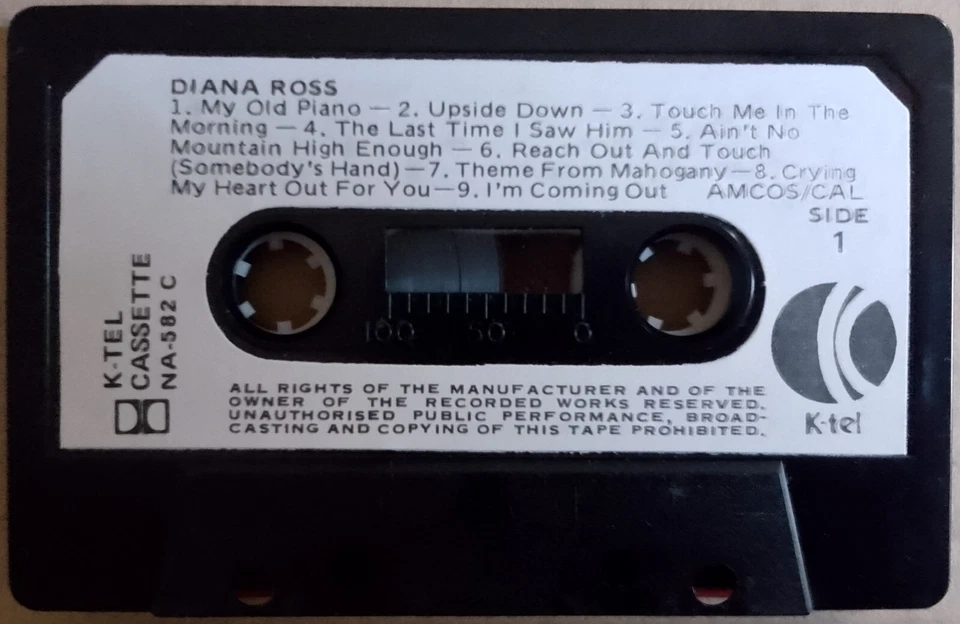 DIANA ROSS
1. My Old Piano — 2. Upside Down — 3. Touch Me In The
Morning — 4. The Last Time I Saw Him — 5. Ain't No
Mountain High Enough — 6. Reach Out And Touch
(Somebody's Hand)—7. Theme From Mahogany—8. Crying
My Heart Out For You—9. I'm Coming Out AMCOS/CAL
SIDE
1
K-TEL
CASSETTE
NA-582 C
100 50 0
K-tel
ALL RIGHTS OF THE MANUFACTURER AND OF THE
OWNER OF THE RECORDED WORKS RESERVED.
UNAUTHORISED PUBLIC PERFORMANCE, BROAD-
CASTING AND COPYING OF THIS TAPE PROHIBITED.